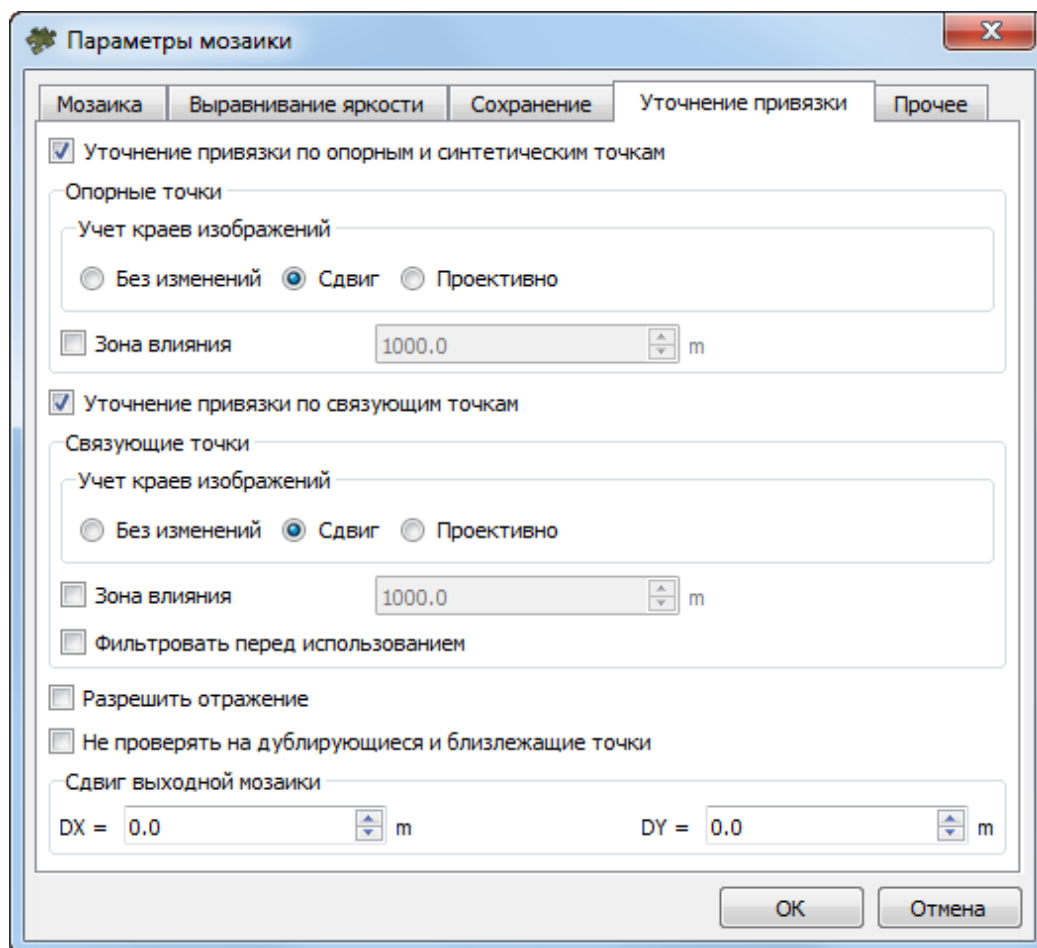 Параметры мозаики
Мозаика Выравнивание яркости Сохранение Уточнение привязки Прочее
Уточнение привязки по опорным и синтетическим точкам
Опорные точки
Учет краев изображений
Без изменений Сдвиг Проективно
Зона влияния 1000.0 m
Уточнение привязки по связующим точкам
Связующие точки
Учет краев изображений
Без изменений Сдвиг Проективно
Зона влияния 1000.0 m
Фильтровать перед использованием
Разрешить отражение
Не проверять на дублирующиеся и близлежащие точки
Сдвиг выходной мозаики
DX = 0.0 m DY = 0.0 m
OK Отмена